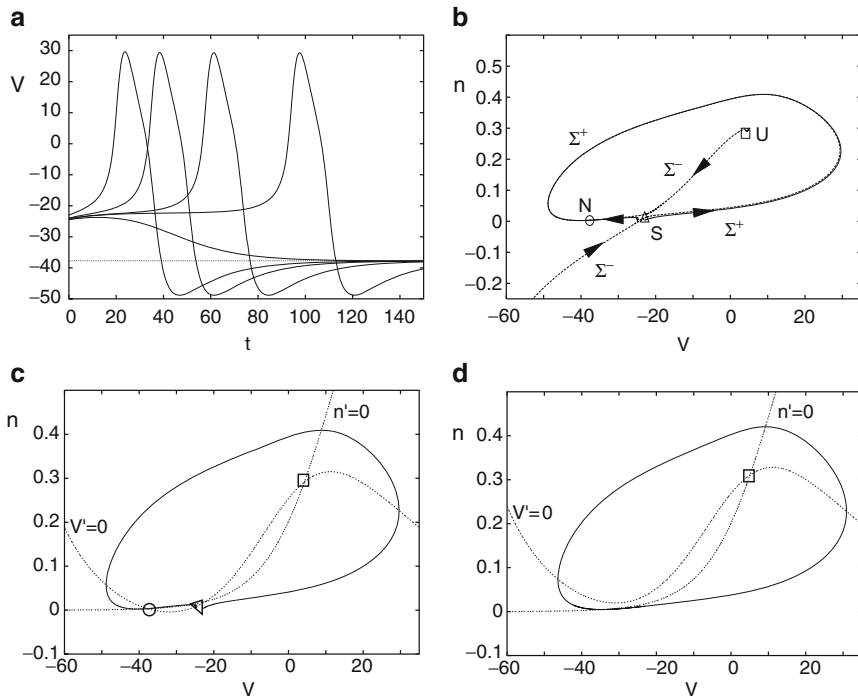 a
V
30
20
10
0
−10
−20
−30
−40
−50
0 20 40 60 80 100 120 140
t
b
n
0.5
0.4
0.3
0.2
0.1
0
−0.1
−0.2
Σ+
Σ−
U
N
S
Σ+
Σ−
−60 −40 −20 0 20
V
c
n
0.4
0.3
0.2
0.1
0
−0.1
n'=0
V'=0
−60 −40 −20 0 20
V
d
n
0.4
0.3
0.2
0.1
0
−0.1
n'=0
V'=0
−60 −40 −20 0 20
V